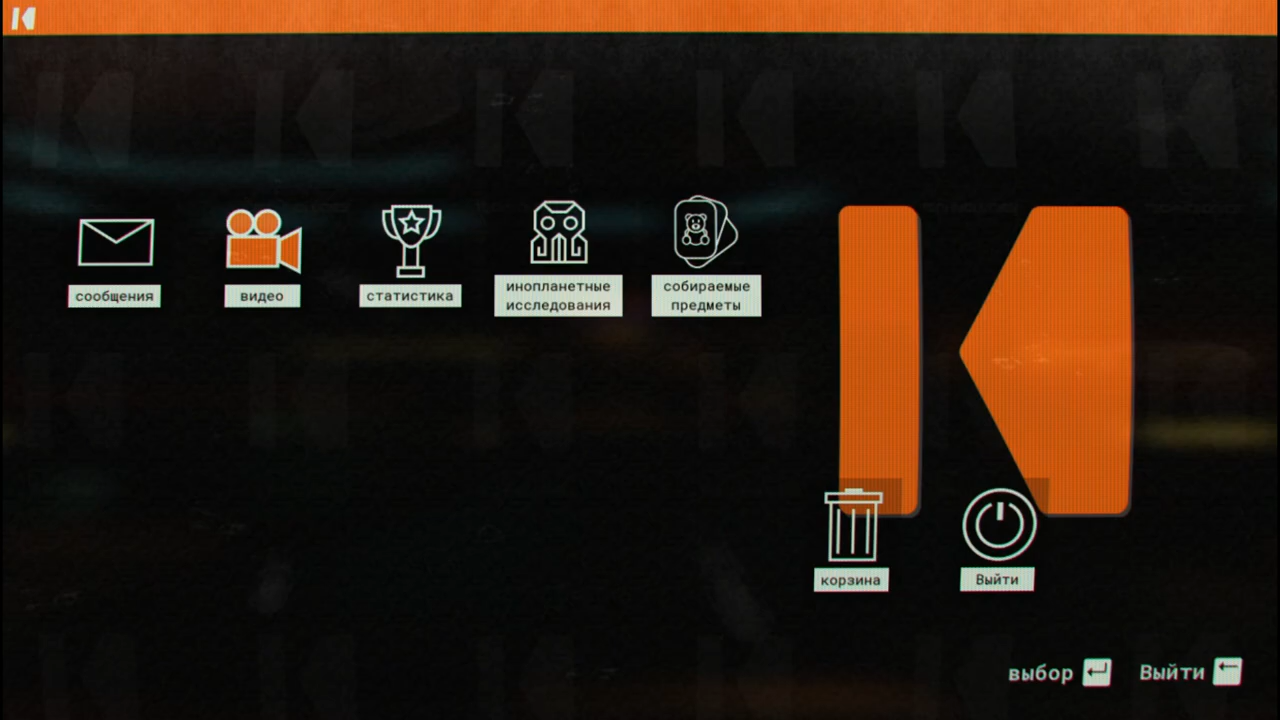 сообщения
видео
статистика
инопланетные
исследования
собираемые
предметы
корзина
Выйти
выбор
Выйти